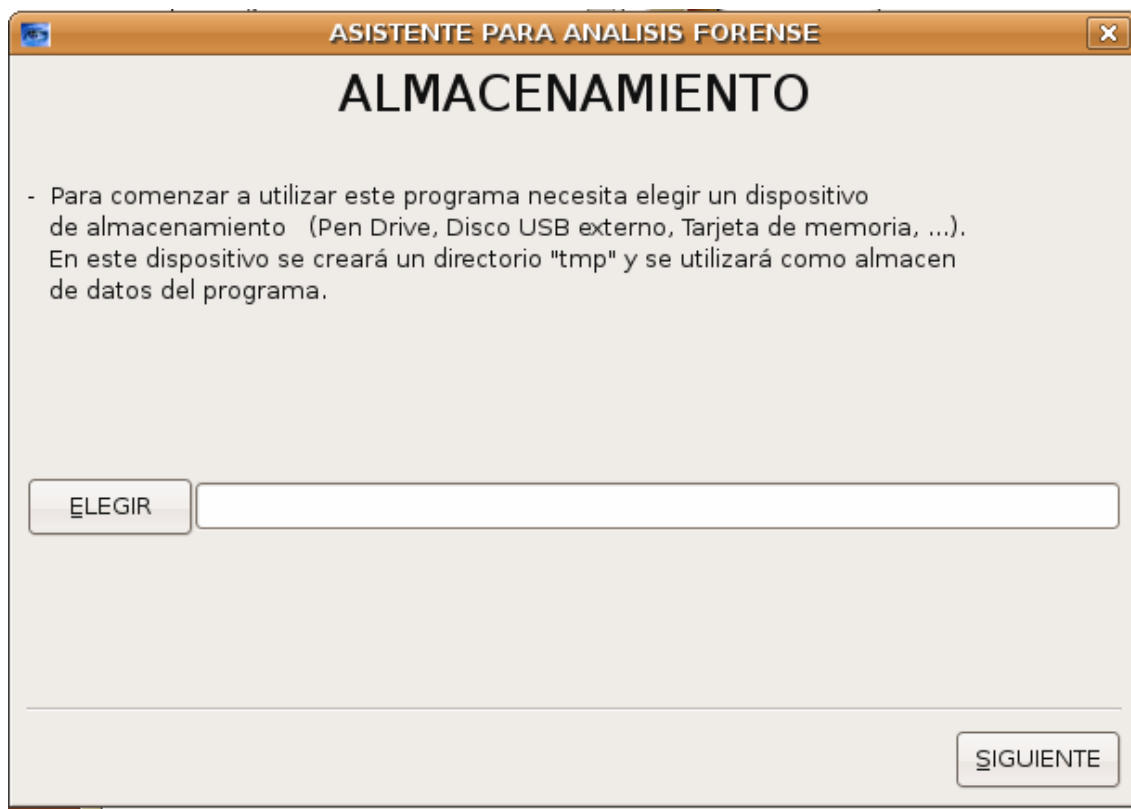 ASISTENTE PARA ANALISIS FORENSE
ALMACENAMIENTO
- Para comenzar a utilizar este programa necesita elegir un dispositivo
de almacenamiento (Pen Drive, Disco USB externo, Tarjeta de memoria, ...).
En este dispositivo se creará un directorio "tmp" y se utilizará como almacen
de datos del programa.
ELEGIR
SIGUIENTE